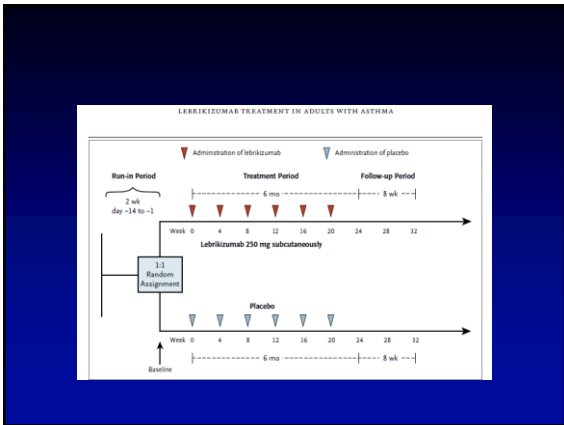 LEBRIKIZUMAB TREATMENT IN ADULTS WITH ASTHMA
Administration of lebrikizumab Administration of placebo
Run-in Period Treatment Period Follow-up Period
6 mo 8 wk
2 wk
day –14 to –1
Week 0 4 8 12 16 20 24 28 32
Lebrikizumab 250 mg subcutaneously
1:1
Random
Assignment
Placebo
Week 0 4 8 12 16 20 24 28 32
6 mo 8 wk
Baseline